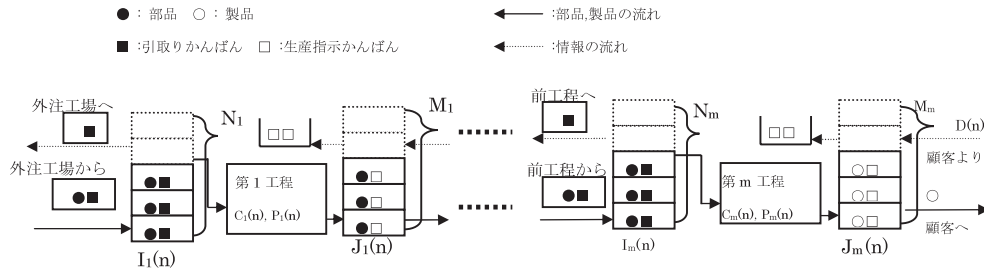 ●：部品 ○：製品
■:引取りかんばん □:生産指示かんばん
:部品,製品の流れ
:情報の流れ
外注工場へ
N1
M1
外注工場から
第1工程
C1(n), P1(n)
I1(n)
J1(n)
前工程へ
Nm
Mm
D(n)
顧客より
前工程から
第m工程
Cm(n), Pm(n)
顧客へ
Im(n)
Jm(n)